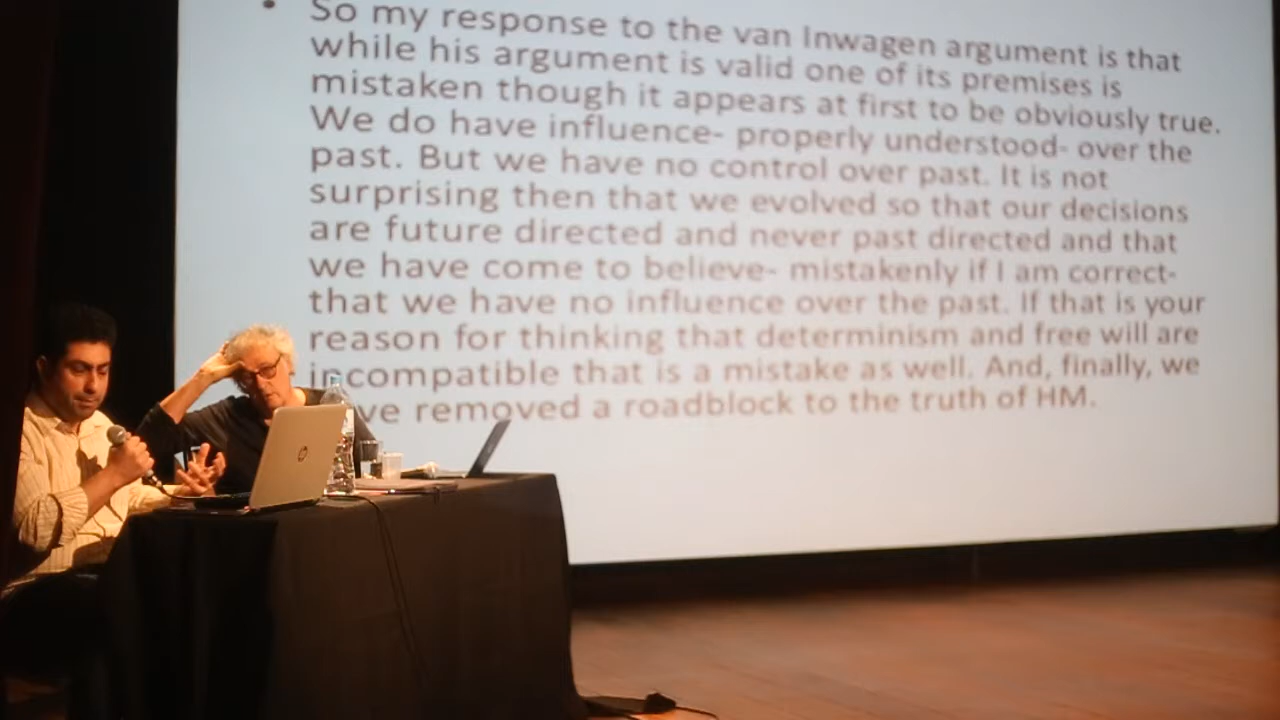 • So my response to the van Inwagen argument is that
while his argument is valid one of its premises is
mistaken though it appears at first to be obviously true.
We do have influence- properly understood- over the
past. But we have no control over past. It is not
surprising then that we evolved so that our decisions
are future directed and never past directed and that
we have come to believe- mistakenly if I am correct-
that we have no influence over the past. If that is your
reason for thinking that determinism and free will are
incompatible that is a mistake as well. And, finally, we
ve removed a roadblock to the truth of HM.
hp